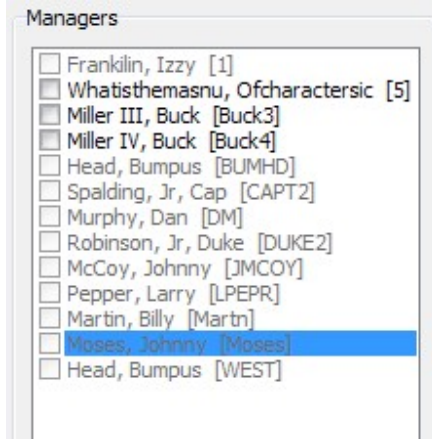 Managers
Frankilin, Izzy [1]
Whatisthemasnu, Ofcharactersic [5]
Miller III, Buck [Buck3]
Miller IV, Buck [Buck4]
Head, Bumpus [BUMHD]
Spalding, Jr, Cap [CAPT2]
Murphy, Dan [DM]
Robinson, Jr, Duke [DUKE2]
McCoy, Johnny [JMCOY]
Pepper, Larry [LPEPR]
Martin, Billy [Martn]
Moses, Johnny [Moses]
Head, Bumpus [WEST]